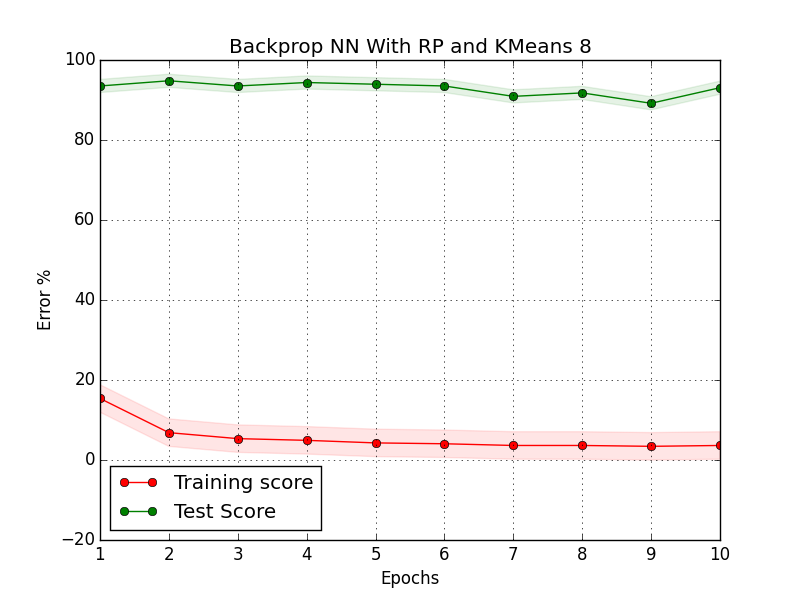 Backprop NN With RP and KMeans 8
100
80
60
40
20
0
−20
Error %
Training score
Test Score
1 2 3 4 5 6 7 8 9 10
Epochs